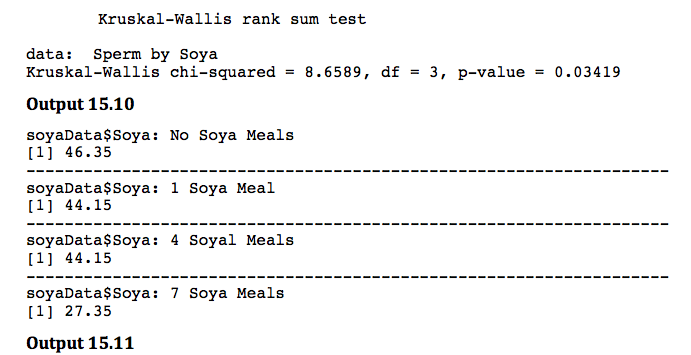 Kruskal-Wallis rank sum test
data: Sperm by Soya
Kruskal-Wallis chi-squared = 8.6589, df = 3, p-value = 0.03419
Output 15.10
soyaData$Soya: No Soya Meals
[1] 46.35
--------------------------------------------------------------------
soyaData$Soya: 1 Soya Meal
[1] 44.15
--------------------------------------------------------------------
soyaData$Soya: 4 Soyal Meals
[1] 44.15
--------------------------------------------------------------------
soyaData$Soya: 7 Soya Meals
[1] 27.35
Output 15.11